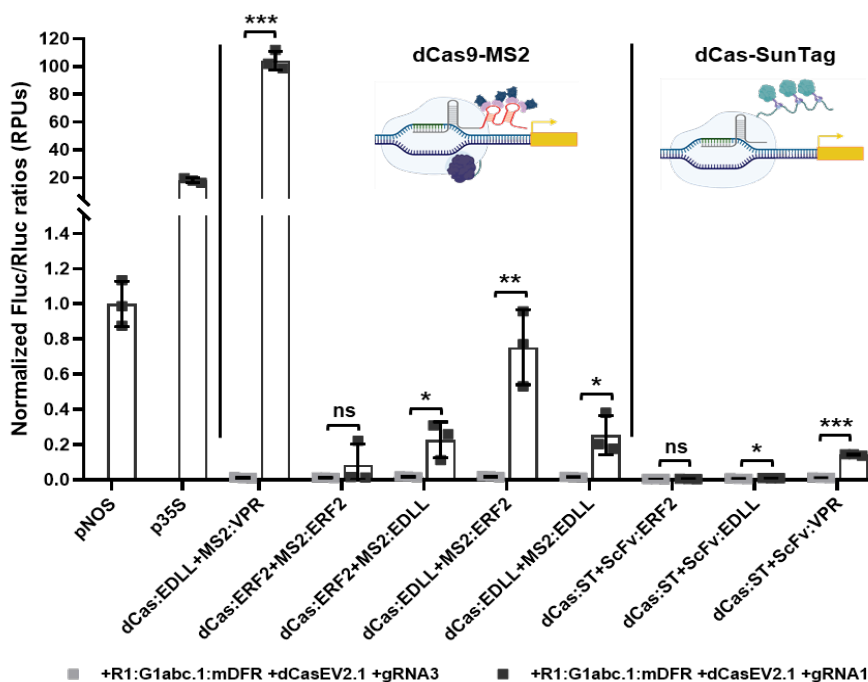 ***
dCas9-MS2
dCas-SunTag
Normalized Fluc/Rluc ratios (RPUs)
120
100
80
60
40
20
1.4
1.2
1.0
0.8
0.6
0.4
0.2
0.0
ns
*
**
*
ns
*
***
pNOS
p35S
dCas:EDLL+MS2:VPR
dCas:ERF2+MS2:ERF2
dCas:ERF2+MS2:EDLL
dCas:EDLL+MS2:ERF2
dCas:EDLL+MS2:EDLL
dCas:ST+ScFv:ERF2
dCas:ST+ScFv:EDLL
dCas:ST+ScFv:VPR
+R1:G1abc.1:mDFR +dCasEV2.1 +gRNA3
+R1:G1abc.1:mDFR +dCasEV2.1 +gRNA1